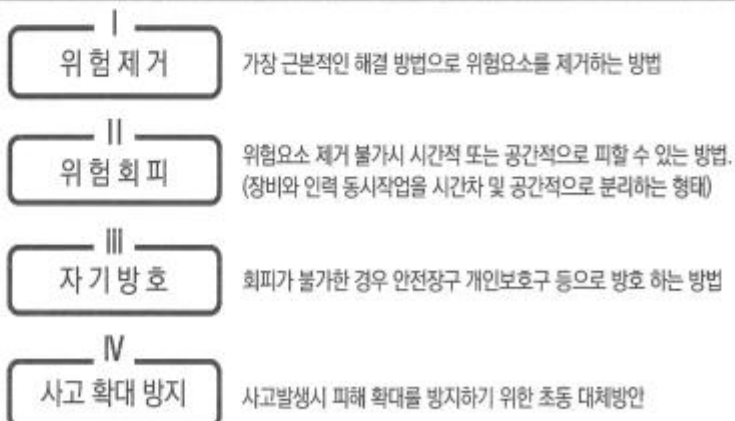 I
위험제거
가장 근본적인 해결 방법으로 위험요소를 제거하는 방법
II
위험회피
위험요소 제거 불가시 시간적 또는 공간적으로 피할 수 있는 방법.
(장비와 인력 동시작업을 시간차 및 공간적으로 분리하는 형태)
III
자기방호
회피가 불가한 경우 안전장구 개인보호구 등으로 방호 하는 방법
IV
사고 확대 방지
사고발생시 피해 확대를 방지하기 위한 초동 대체방안